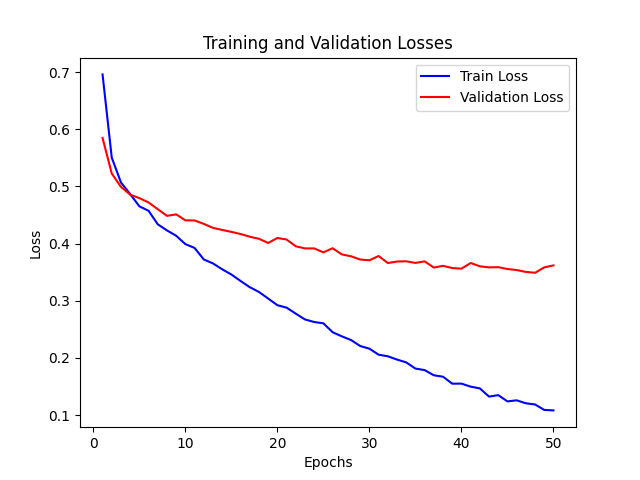 Training and Validation Losses
Train Loss
Validation Loss
Loss
0.7
0.6
0.5
0.4
0.3
0.2
0.1
0 10 20 30 40 50
Epochs